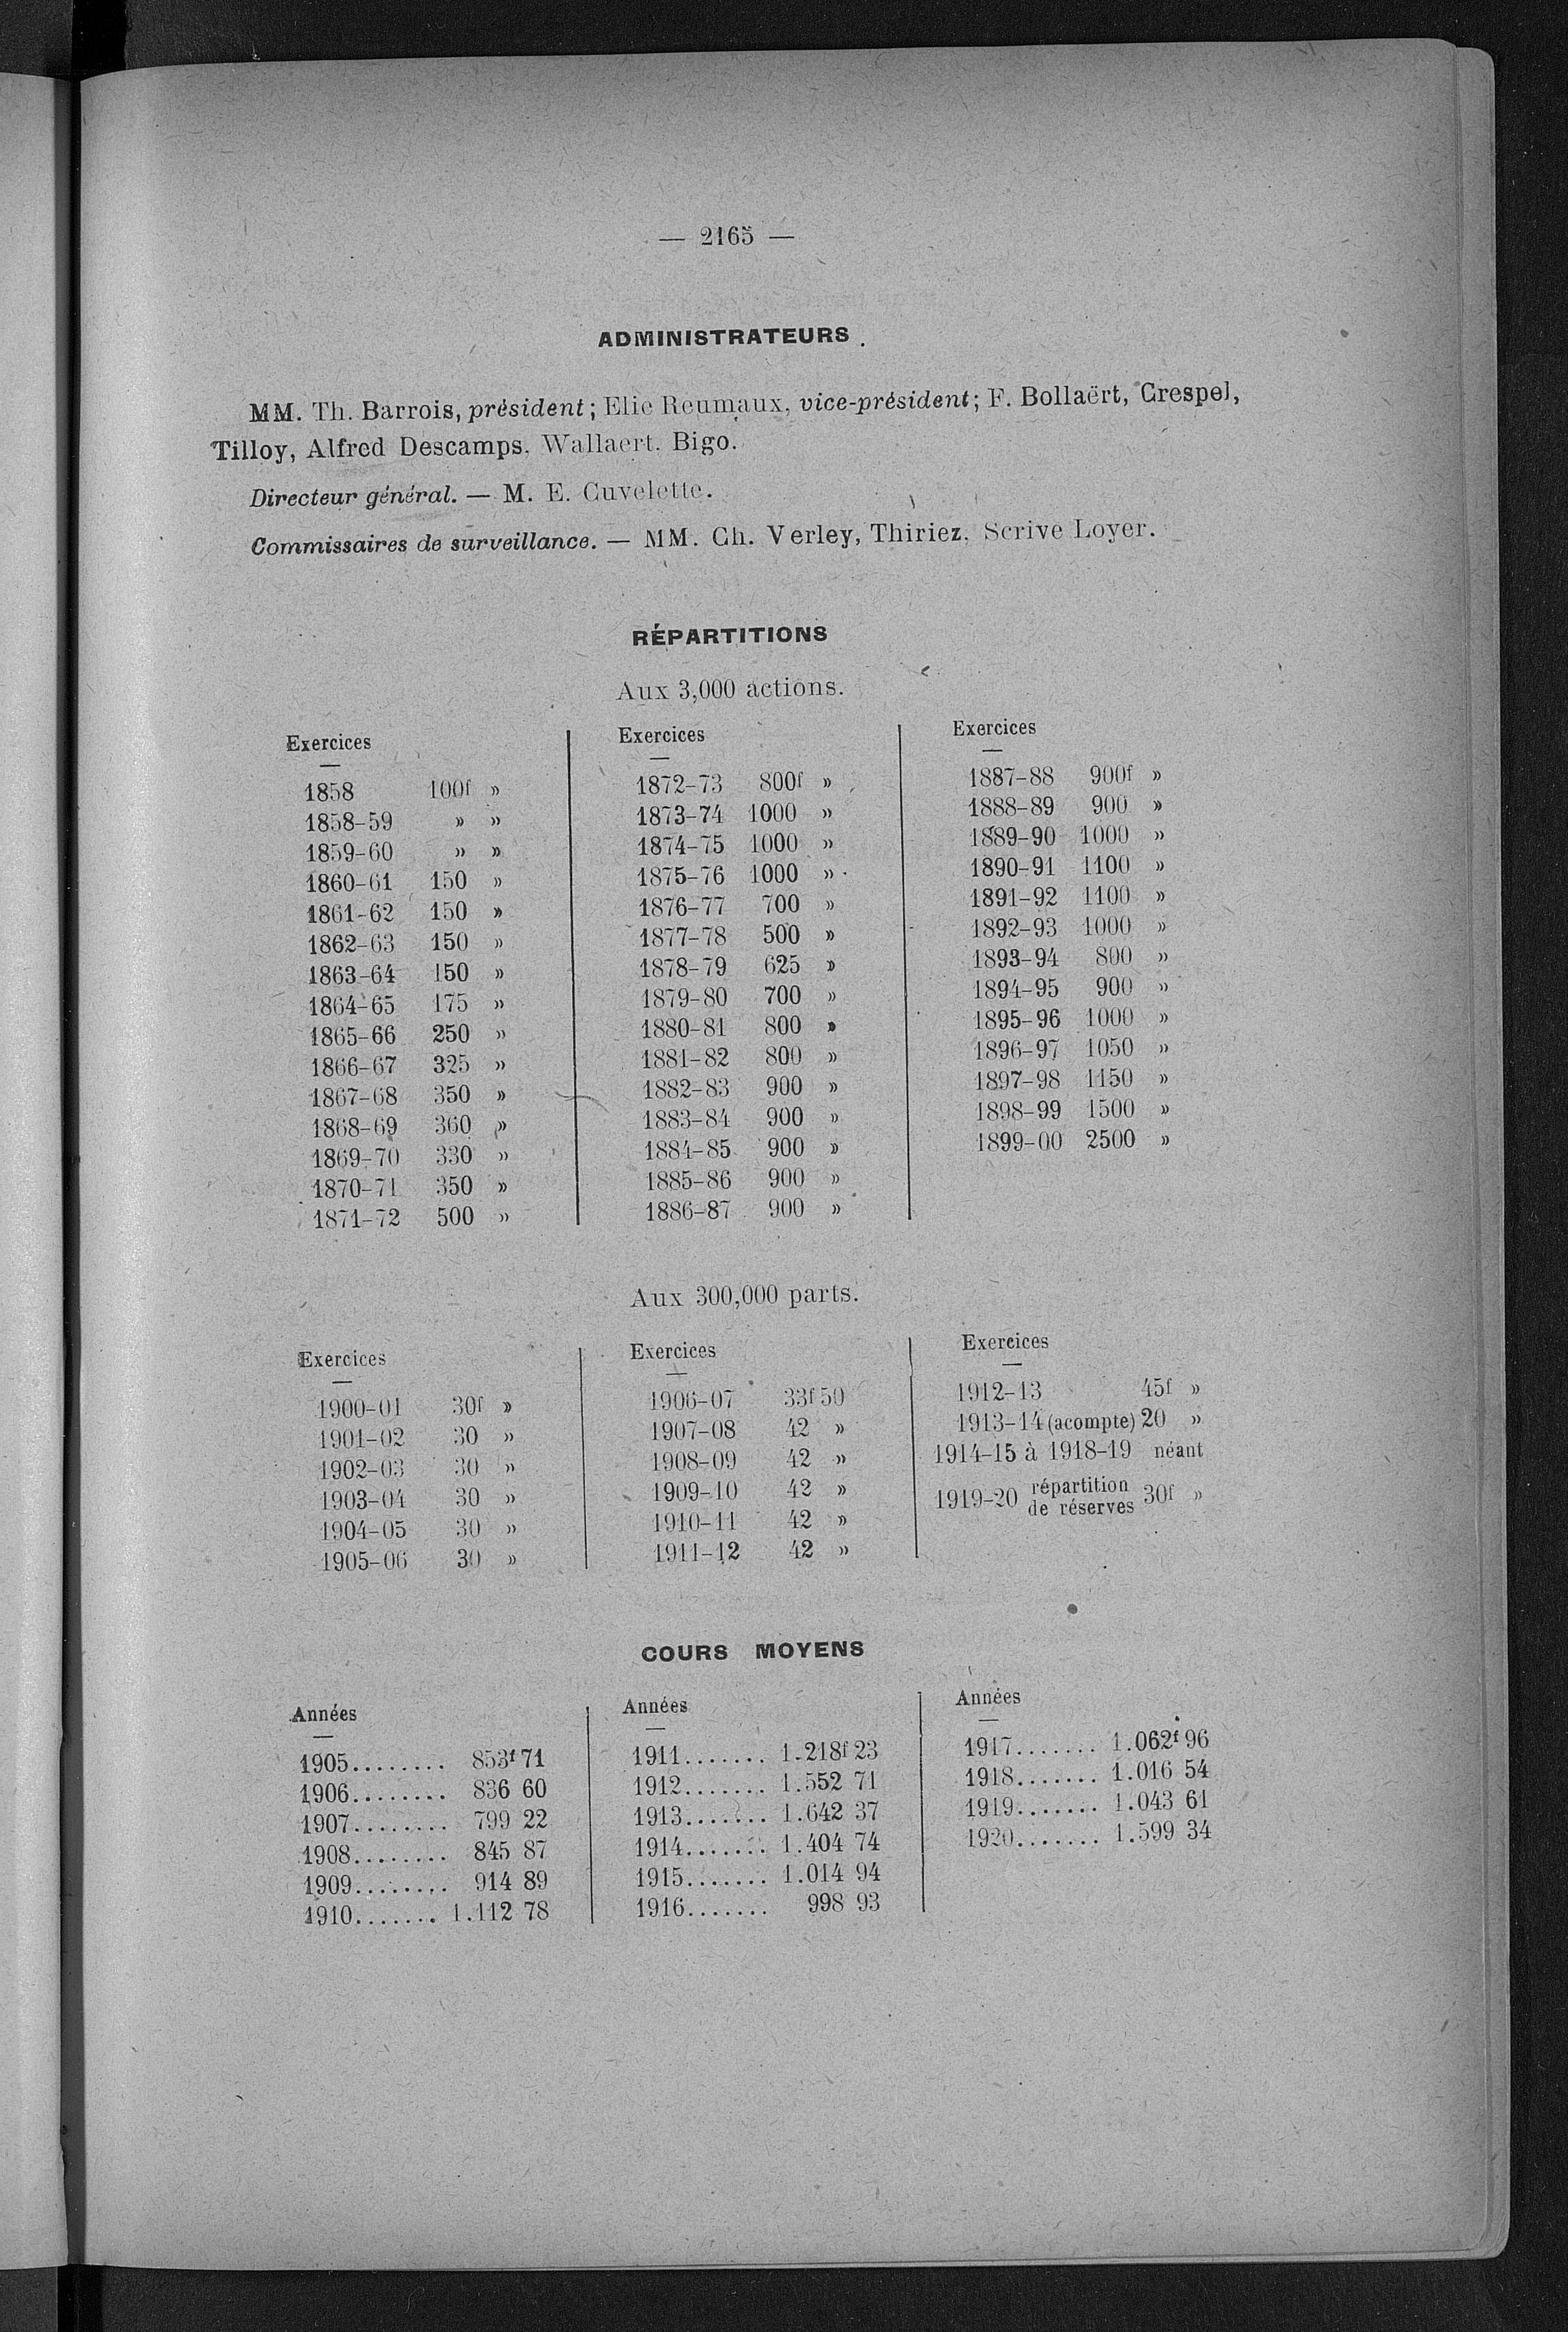 — 2165 —
ADMINISTRATEURS.
MM. Th. Barrois, président; Elie Reumaux, vice-président; F. Bollaërt, Crespel,
Tilloy, Alfred Descamps, Wallaert, Bigo.
Directeur général. — M. E. Cuvelette.
Commissaires de surveillance. — MM. Ch. Verley, Thiriez, Scrive Loyer.
RÉPARTITIONS
Aux 3,000 actions.
Exercices
1858 100f »
1858-59 » »
1859-60 » »
1860-61 150 »
1861-62 150 »
1862-63 150 »
1863-64 150 »
1864-65 175 »
1865-66 250 »
1866-67 325 »
1867-68 350 »
1868-69 360 »
1869-70 330 »
1870-71 350 »
1871-72 500 »
Exercices
1872-73 800f »
1873-74 1000 »
1874-75 1000 »
1875-76 1000 »
1876-77 700 »
1877-78 500 »
1878-79 625 »
1879-80 700 »
1880-81 800 »
1881-82 800 »
1882-83 900 »
1883-84 900 »
1884-85 900 »
1885-86 900 »
1886-87 900 »
Exercices
1887-88 900f »
1888-89 900 »
1889-90 1000 »
1890-91 1100 »
1891-92 1100 »
1892-93 1000 »
1893-94 800 »
1894-95 900 »
1895-96 1000 »
1896-97 1050 »
1897-98 1150 »
1898-99 1500 »
1899-00 2500 »
Aux 300,000 parts.
Exercices
1900-01 30f »
1901-02 30 »
1902-03 30 »
1903-04 30 »
1904-05 30 »
1905-06 30 »
Exercices
1906-07 33f 50
1907-08 42 »
1908-09 42 »
1909-10 42 »
1910-11 42 »
1911-12 42 »
Exercices
1912-13 45f »
1913-14 (acompte) 20 »
1914-15 à 1918-19 néant
1919-20 répartition de réserves 30f »
COURS MOYENS
Années
1905........ 853f 71
1906........ 836 60
1907........ 799 22
1908........ 845 87
1909........ 914 89
1910....... 1.112 78
Années
1911....... 1.218f 23
1912....... 1.552 71
1913....... 1.642 37
1914....... 1.404 74
1915....... 1.014 94
1916....... 998 93
Années
1917....... 1.062f 96
1918....... 1.016 54
1919....... 1.043 61
1920....... 1.599 34